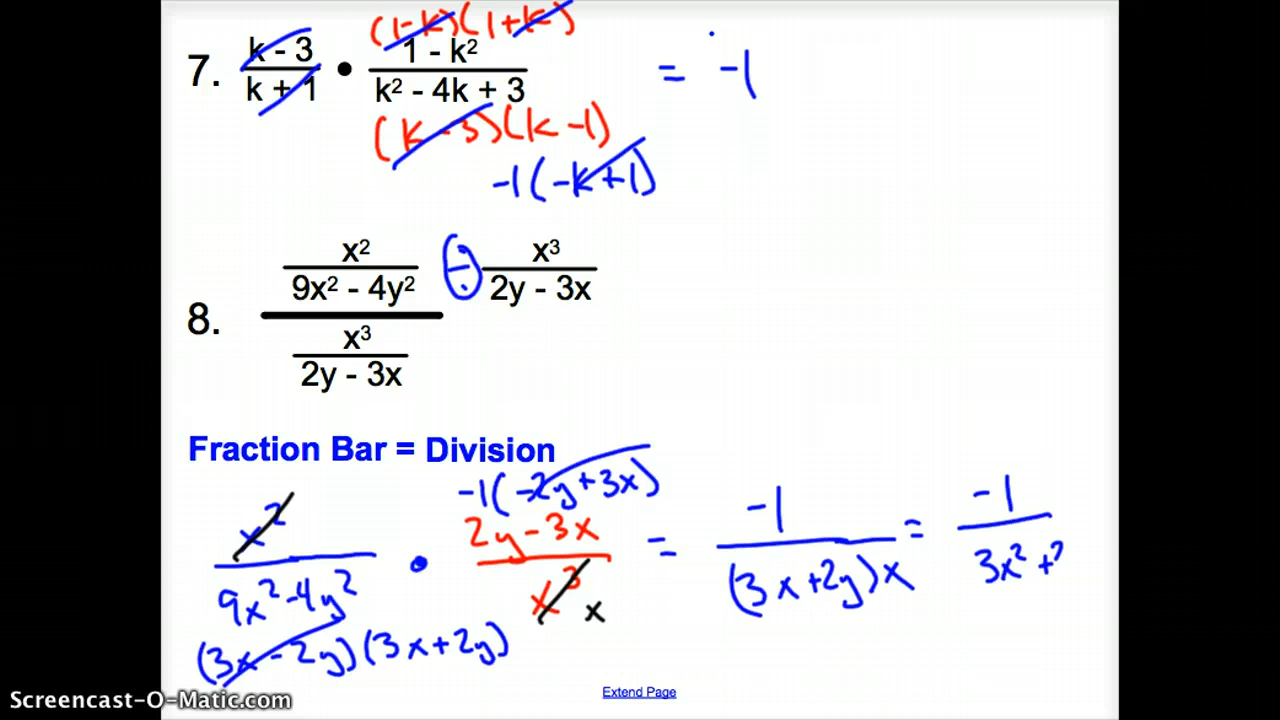 (1-k)(1+k)
7. k - 3 / k + 1 • 1 - k² / k² - 4k + 3 = -1
(k-3)(k-1)
-1(-k+1)
8. x² / 9x² - 4y² ÷ x³ / 2y - 3x
x³ / 2y - 3x
Fraction Bar = Division
-1(-2y+3x)
x² / 9x²-4y² • 2y-3x / x³ x = -1 / (3x+2y)x = -1 / 3x² +
(3x-2y)(3x+2y)
Extend Page
Screencast-O-Matic.com